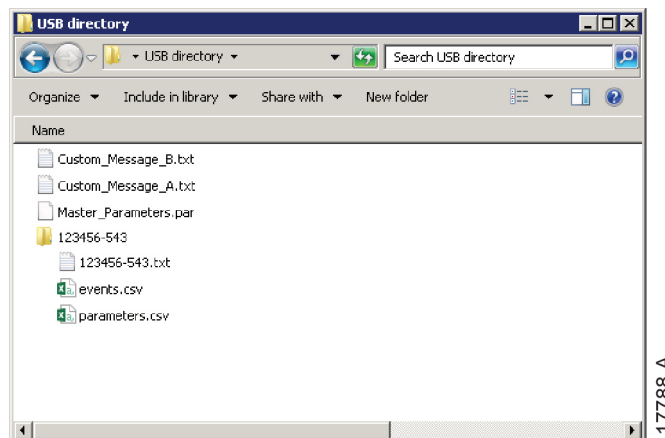 USB directory
USB directory
Search USB directory
Organize
Include in library
Share with
New folder
Name
Custom_Message_B.txt
Custom_Message_A.txt
Master_Parameters.par
123456-543
123456-543.txt
events.csv
parameters.csv
17788 A